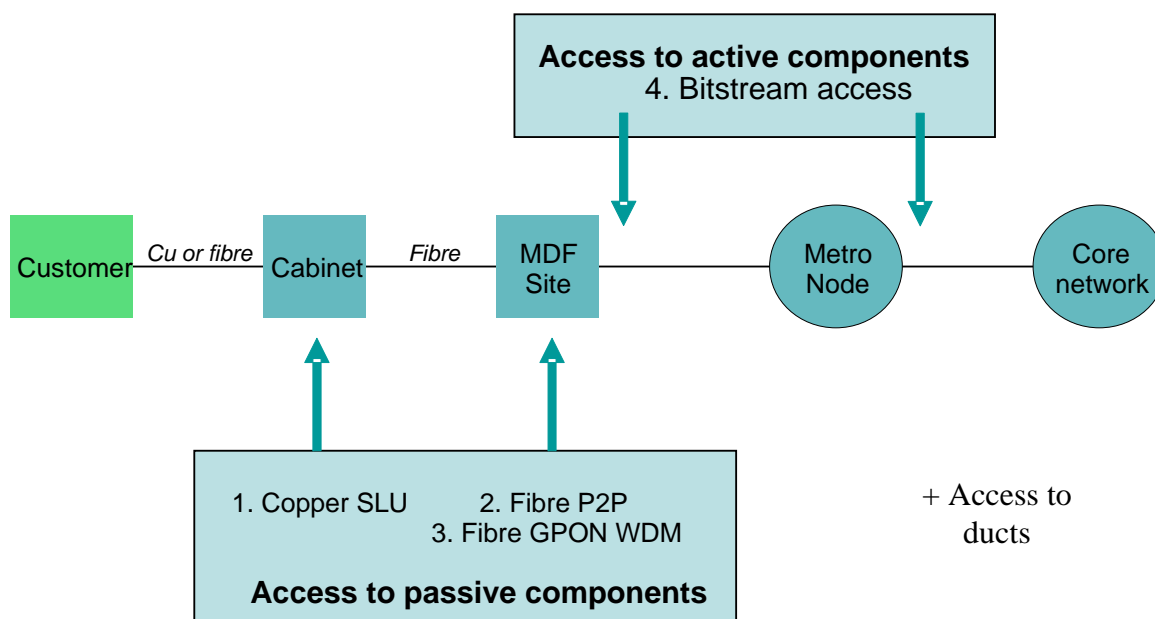 Access to active components
4. Bitstream access
Customer
Cu or fibre
Cabinet
Fibre
MDF
Site
Metro
Node
Core
network
1. Copper SLU
2. Fibre P2P
3. Fibre GPON WDM
Access to passive components
+ Access to
ducts